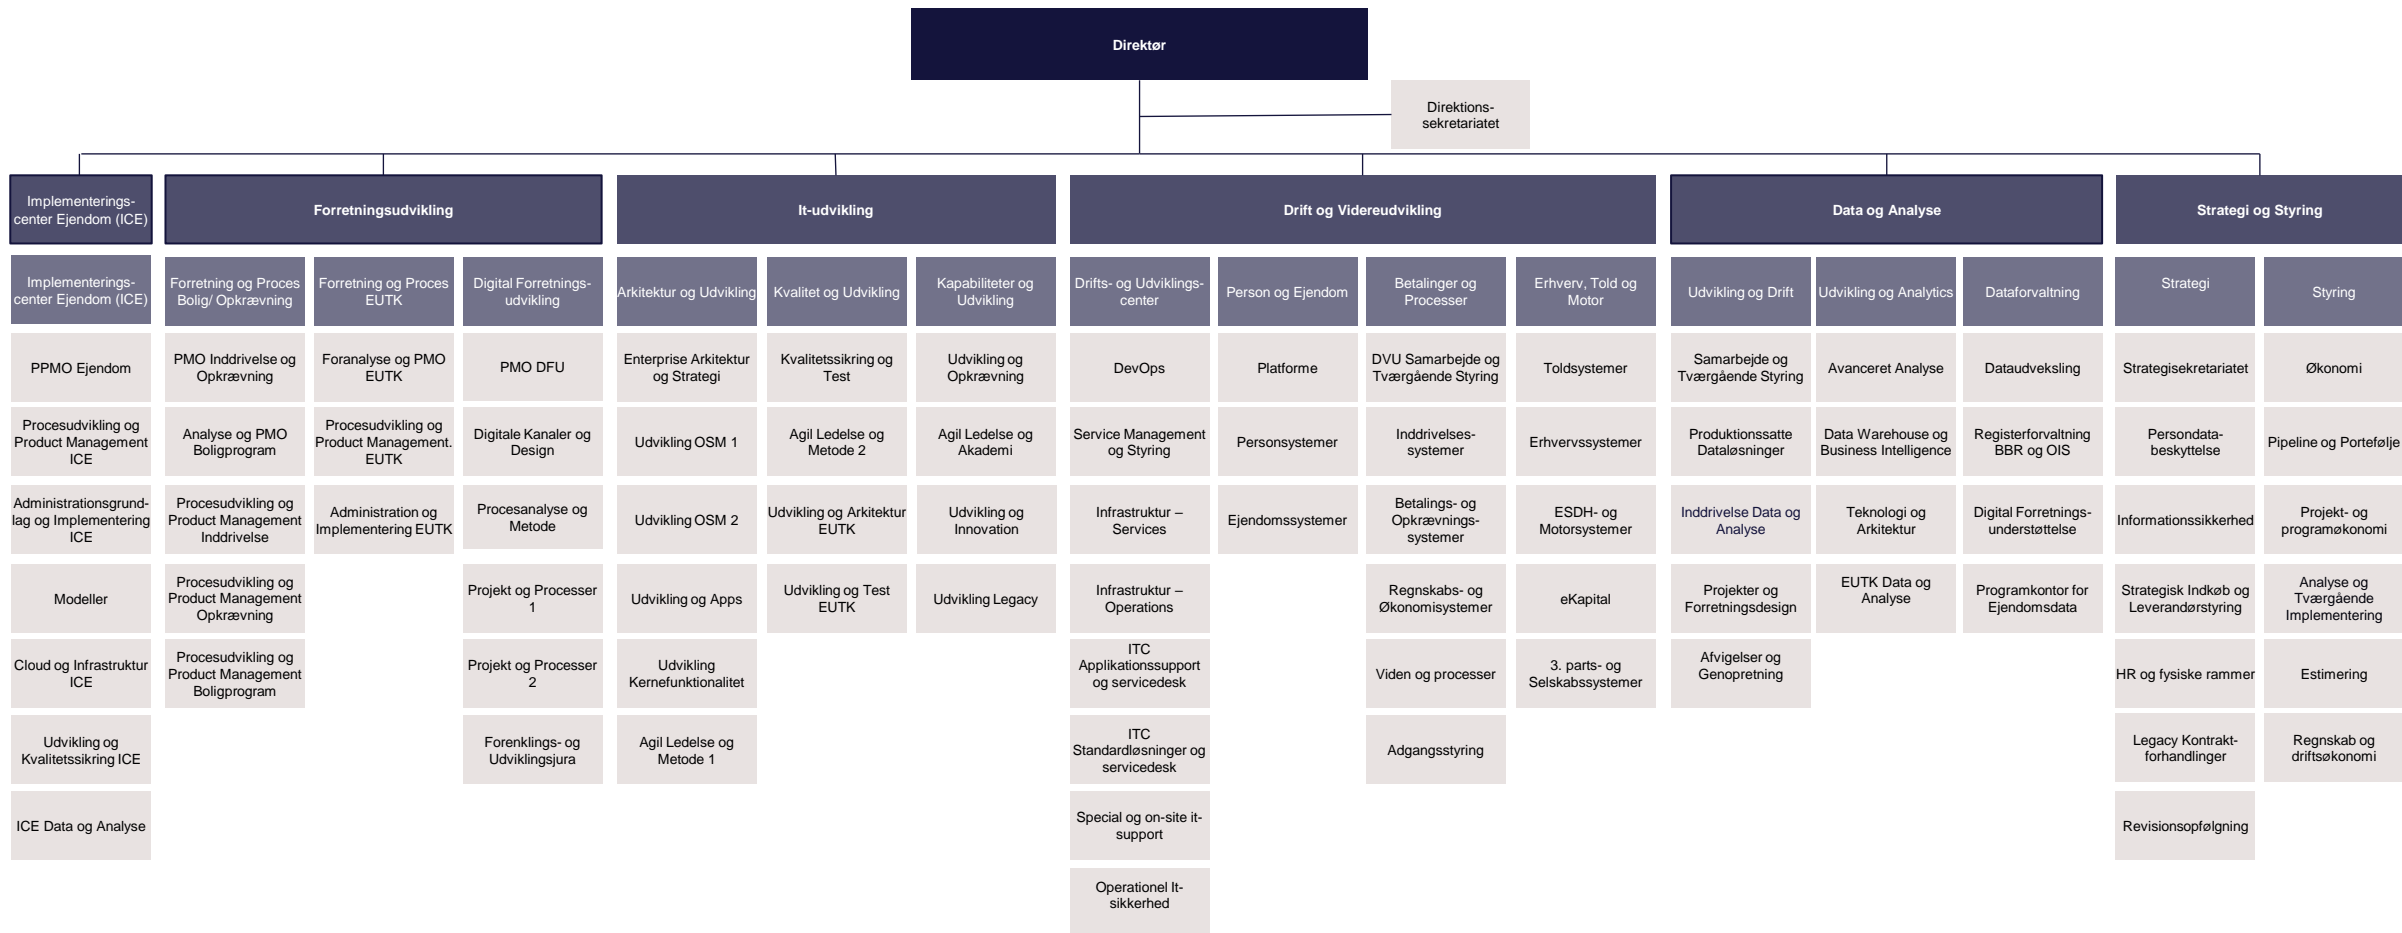 Direktør
Direktions-
sekretariatet
Implementerings-
center Ejendom (ICE)
Forretningsudvikling
It-udvikling
Drift og Videreudvikling
Data og Analyse
Strategi og Styring
Implementerings-
center Ejendom (ICE)
PPMO Ejendom
Procesudvikling og
Product Management
ICE
Administrationsgrund-
lag og Implementering
ICE
Modeller
Cloud og Infrastruktur
ICE
Udvikling og
Kvalitetssikring ICE
ICE Data og Analyse
Forretning og Proces
Bolig/ Opkrævning
PMO Inddrivelse og
Opkrævning
Analyse og PMO
Boligprogram
Procesudvikling og
Product Management
Inddrivelse
Procesudvikling og
Product Management
Opkrævning
Procesudvikling og
Product Management
Boligprogram
Forretning og Proces
EUTK
Foranalyse og PMO
EUTK
Procesudvikling og
Product Management.
EUTK
Administration og
Implementering EUTK
Digital Forretnings-
udvikling
PMO DFU
Digitale Kanaler og
Design
Procesanalyse og
Metode
Projekt og Processer
1
Projekt og Processer
2
Forenklings- og
Udviklingsjura
Arkitektur og Udvikling
Enterprise Arkitektur
og Strategi
Udvikling OSM 1
Udvikling OSM 2
Udvikling og Apps
Udvikling
Kernefunktionalitet
Agil Ledelse og
Metode 1
Kvalitet og Udvikling
Kvalitetssikring og
Test
Agil Ledelse og
Metode 2
Udvikling og Arkitektur
EUTK
Udvikling og Test
EUTK
Kapabiliteter og
Udvikling
Udvikling og
Opkrævning
Agil Ledelse og
Akademi
Udvikling og
Innovation
Udvikling Legacy
Drifts- og Udviklings-
center
DevOps
Service Management
og Styring
Infrastruktur –
Services
Infrastruktur –
Operations
ITC
Applikationssupport
og servicedesk
ITC
Standardløsninger og
servicedesk
Special og on-site it-
support
Operationel It-
sikkerhed
Person og Ejendom
Platforme
Personsystemer
Ejendomssystemer
Betalinger og
Processer
DVU Samarbejde og
Tværgående Styring
Inddrivelses-
systemer
Betalings- og
Opkrævnings-
systemer
Regnskabs- og
Økonomisystemer
Viden og processer
Adgangsstyring
Erhverv, Told og
Motor
Toldsystemer
Erhvervssystemer
ESDH- og
Motorsystemer
eKapital
3. parts- og
Selskabssystemer
Udvikling og Drift
Samarbejde og
Tværgående Styring
Produktionssatte
Dataløsninger
Inddrivelse Data og
Analyse
Projekter og
Forretningsdesign
Afvigelser og
Genopretning
Udvikling og Analytics
Avanceret Analyse
Data Warehouse og
Business Intelligence
Teknologi og
Arkitektur
EUTK Data og
Analyse
Dataforvaltning
Dataudveksling
Registerforvaltning
BBR og OIS
Digital Forretnings-
understøttelse
Programkontor for
Ejendomsdata
Strategi
Strategisekretariatet
Persondata-
beskyttelse
Informationssikkerhed
Strategisk Indkøb og
Leverandørstyring
HR og fysiske rammer
Legacy Kontrakt-
forhandlinger
Revisionsopfølgning
Styring
Økonomi
Pipeline og Portefølje
Projekt- og
programøkonomi
Analyse og
Tværgående
Implementering
Estimering
Regnskab og
driftsøkonomi